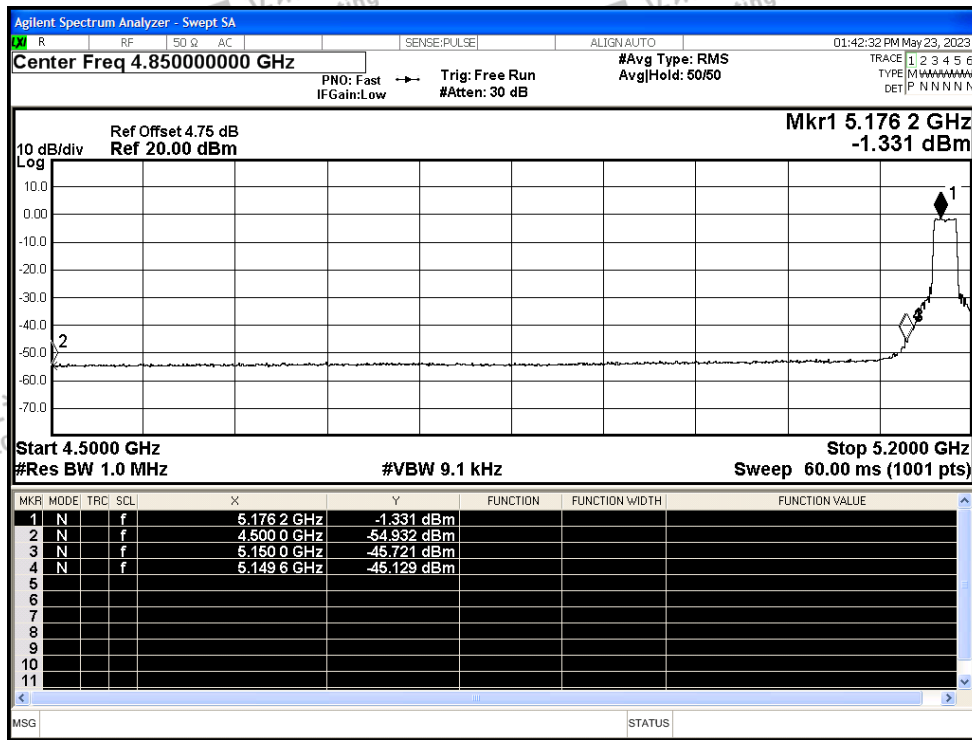 Agilent Spectrum Analyzer - Swept SA
LXI R RF 50 Ω AC SENSE:PULSE ALIGN AUTO 01:42:32 PM May 23, 2023
Center Freq 4.850000000 GHz
#Avg Type: RMS
TRACE 1 2 3 4 5 6
PNO: Fast Trig: Free Run Avg|Hold: 50/50
TYPE M WWWWW
IFGain:Low #Atten: 30 dB
DET P N N N N N
Mkr1 5.176 2 GHz
Ref Offset 4.75 dB
10 dB/div Ref 20.00 dBm -1.331 dBm
Log
10.0
1
0.00
-10.0
-20.0
-30.0
-40.0
2
-50.0
-60.0
-70.0
Start 4.5000 GHz Stop 5.2000 GHz
#Res BW 1.0 MHz #VBW 9.1 kHz Sweep 60.00 ms (1001 pts)
MKR MODE TRC SCL X Y FUNCTION FUNCTION WIDTH FUNCTION VALUE
1 N f 5.176 2 GHz -1.331 dBm
2 N f 4.500 0 GHz -54.932 dBm
3 N f 5.150 0 GHz -45.721 dBm
4 N f 5.149 6 GHz -45.129 dBm
5
6
7
8
9
10
11
MSG STATUS